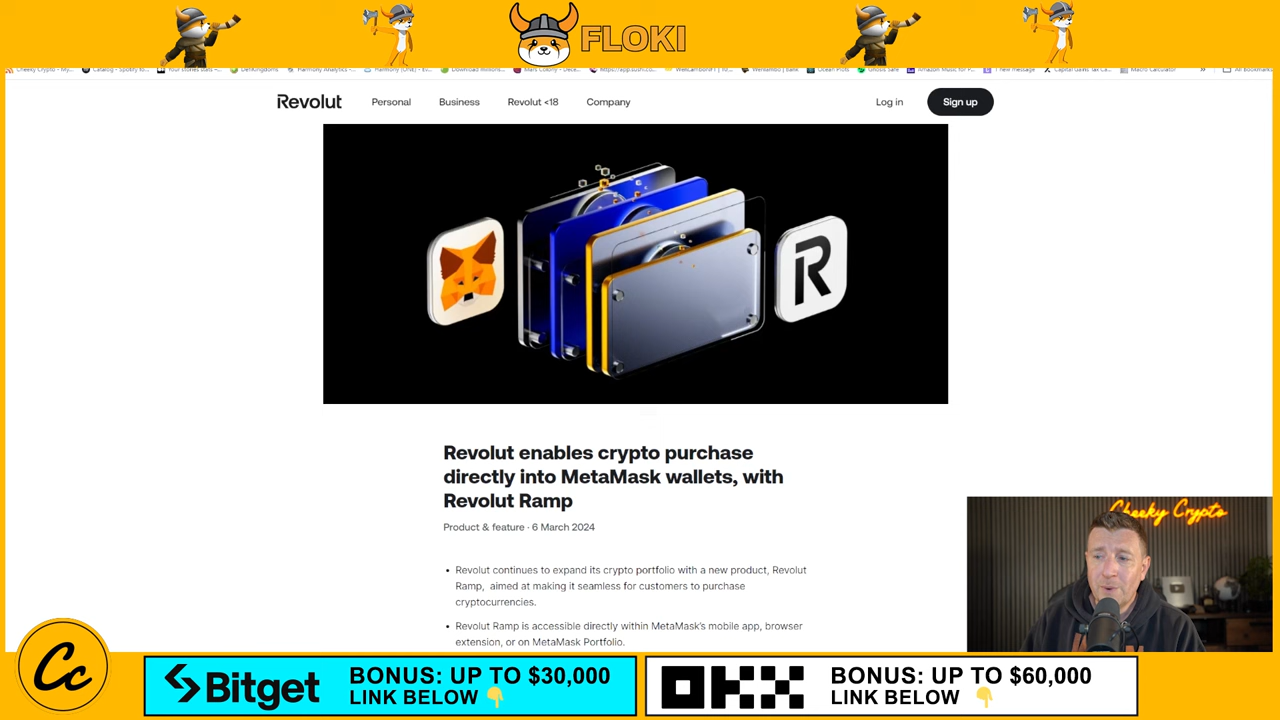 FLOKI
Revolut
Personal
Business
Revolut <18
Company
Log in
Sign up
R
Revolut enables crypto purchase
directly into MetaMask wallets, with
Revolut Ramp
Product & feature · 6 March 2024
• Revolut continues to expand its crypto portfolio with a new product, Revolut
Ramp, aimed at making it seamless for customers to purchase
cryptocurrencies.
• Revolut Ramp is accessible directly within MetaMask's mobile app, browser
extension, or on MetaMask Portfolio.
Cheeky Crypto
Cc
Bitget
BONUS: UP TO $30,000
LINK BELOW 👇
OKX
BONUS: UP TO $60,000
LINK BELOW 👇